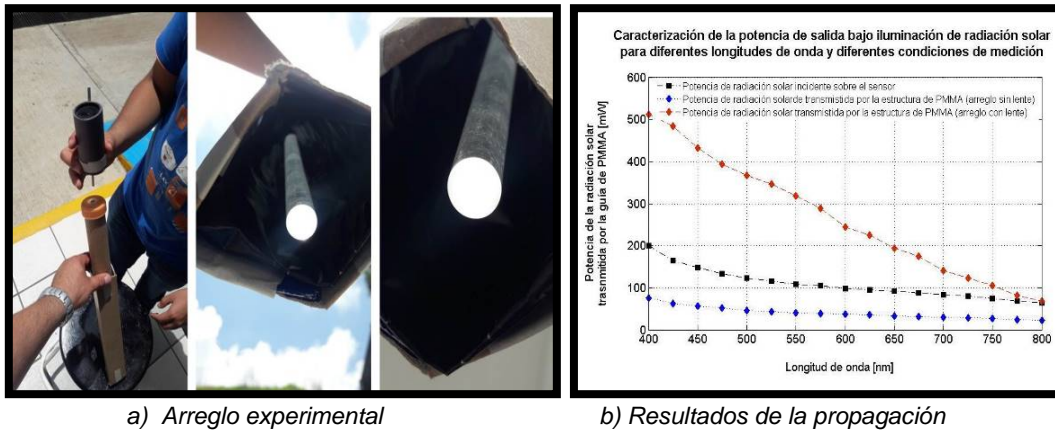 Caracterización de la potencia de salida bajo iluminación de radiación solar
para diferentes longitudes de onda y diferentes condiciones de medición
Potencia de la radiación solar
trasnmitida por la guía de PMMA [mW]
600
500
400
300
200
100
0
Potencia de radiación solar incidente sobre el sensor
Potencia de radiación solarde transmitida por la estructura de PMMA (arreglo sin lente)
Potencia de radiación solar transmitida por la estructura de PMMA (arreglo con lente)
400 450 500 550 600 650 700 750 800
Longitud de onda [nm]
a) Arreglo experimental
b) Resultados de la propagación